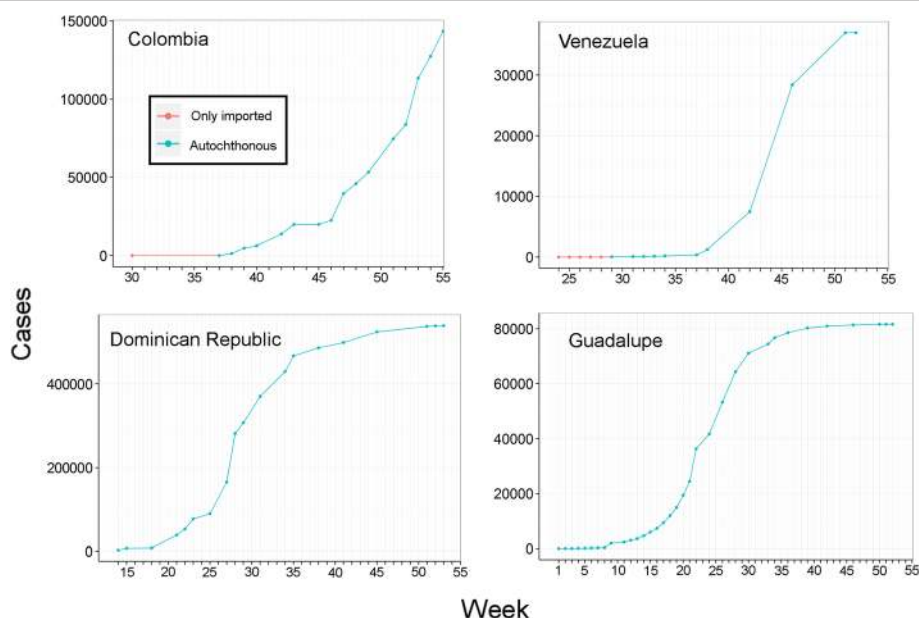 Colombia
150000
100000
50000
0
Only imported
Autochthonous
30 35 40 45 50 55
Venezuela
30000
20000
10000
0
25 30 35 40 45 50 55
Cases
Dominican Republic
400000
200000
0
15 20 25 30 35 40 45 50 55
Guadalupe
80000
60000
40000
20000
0
1 5 10 15 20 25 30 35 40 45 50 55
Week